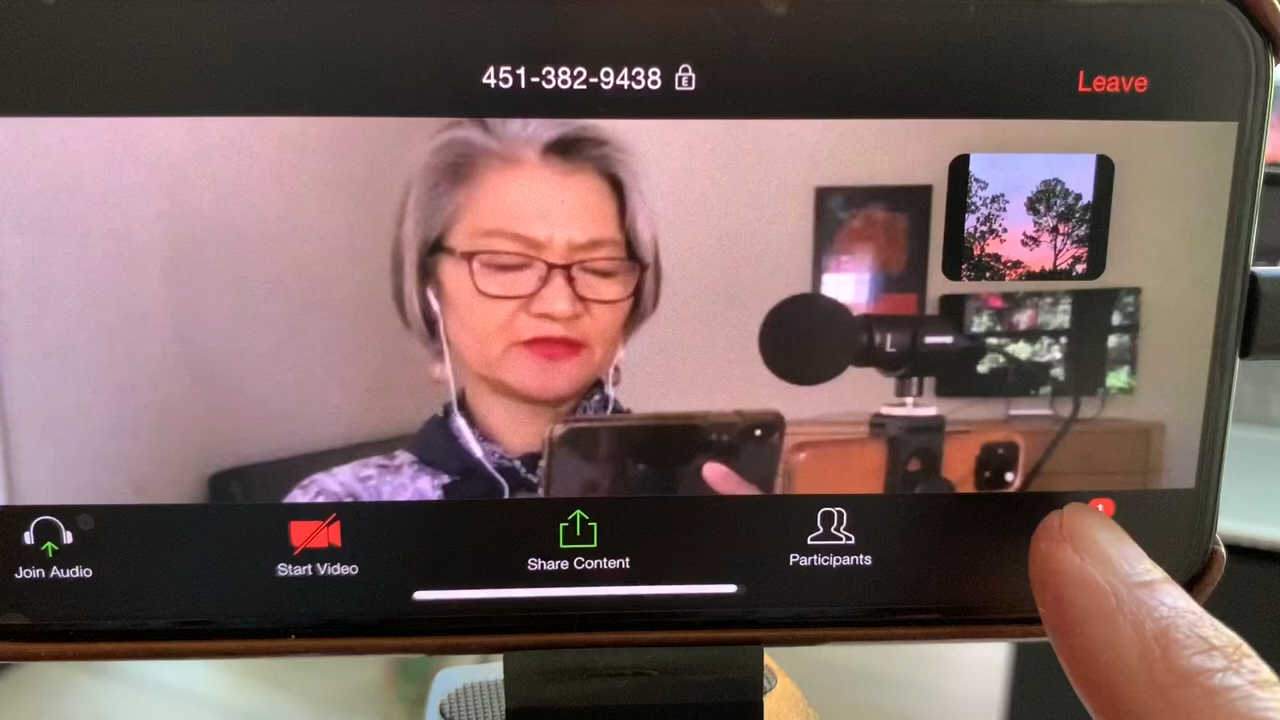 451-382-9438
Leave
L
Join Audio
Start Video
Share Content
Participants